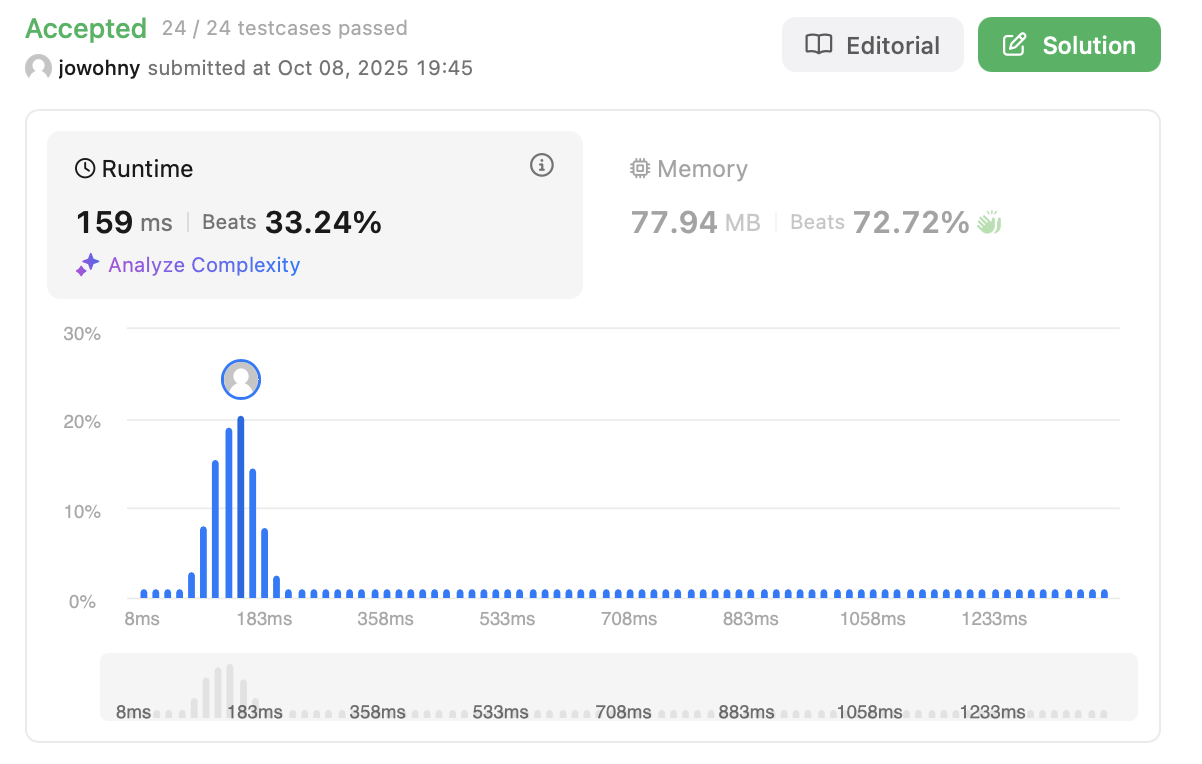 Accepted 24 / 24 testcases passed
Editorial
Solution
jowohny submitted at Oct 08, 2025 19:45
Runtime
159 ms | Beats 33.24%
Analyze Complexity
Memory
77.94 MB | Beats 72.72%
30%
20%
10%
0%
8ms 183ms 358ms 533ms 708ms 883ms 1058ms 1233ms
8ms 183ms 358ms 533ms 708ms 883ms 1058ms 1233ms